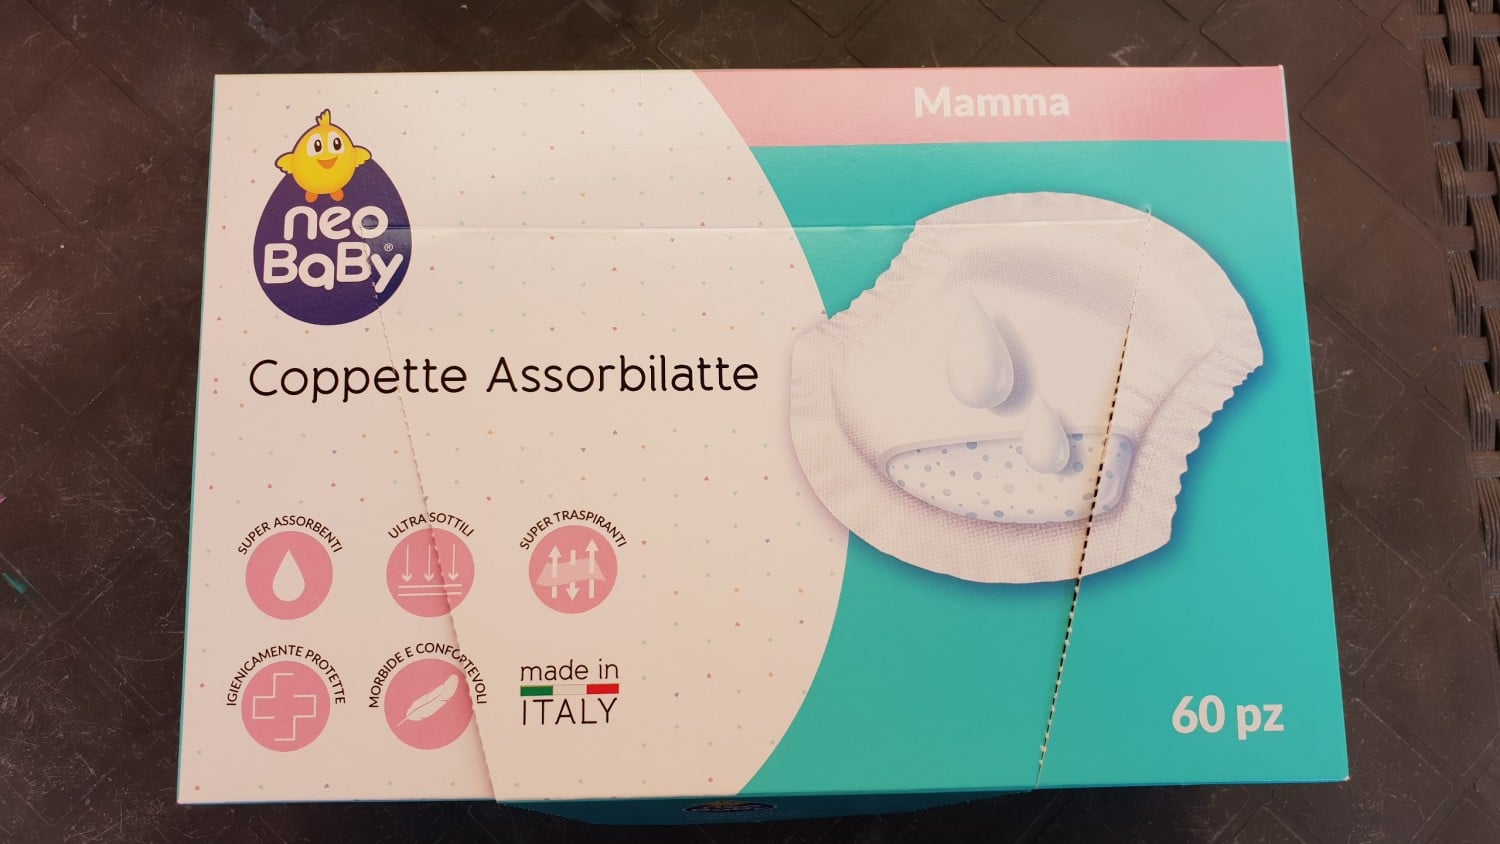 Mamma
neo
BaBy®
Coppette Assorbilatte
SUPER ASSORBENTI
ULTRA SOTTILI
SUPER TRASPIRANTI
IGIENICAMENTE PROTETTE
MORBIDE E CONFORTEVOLI
made in
ITALY
60 pz